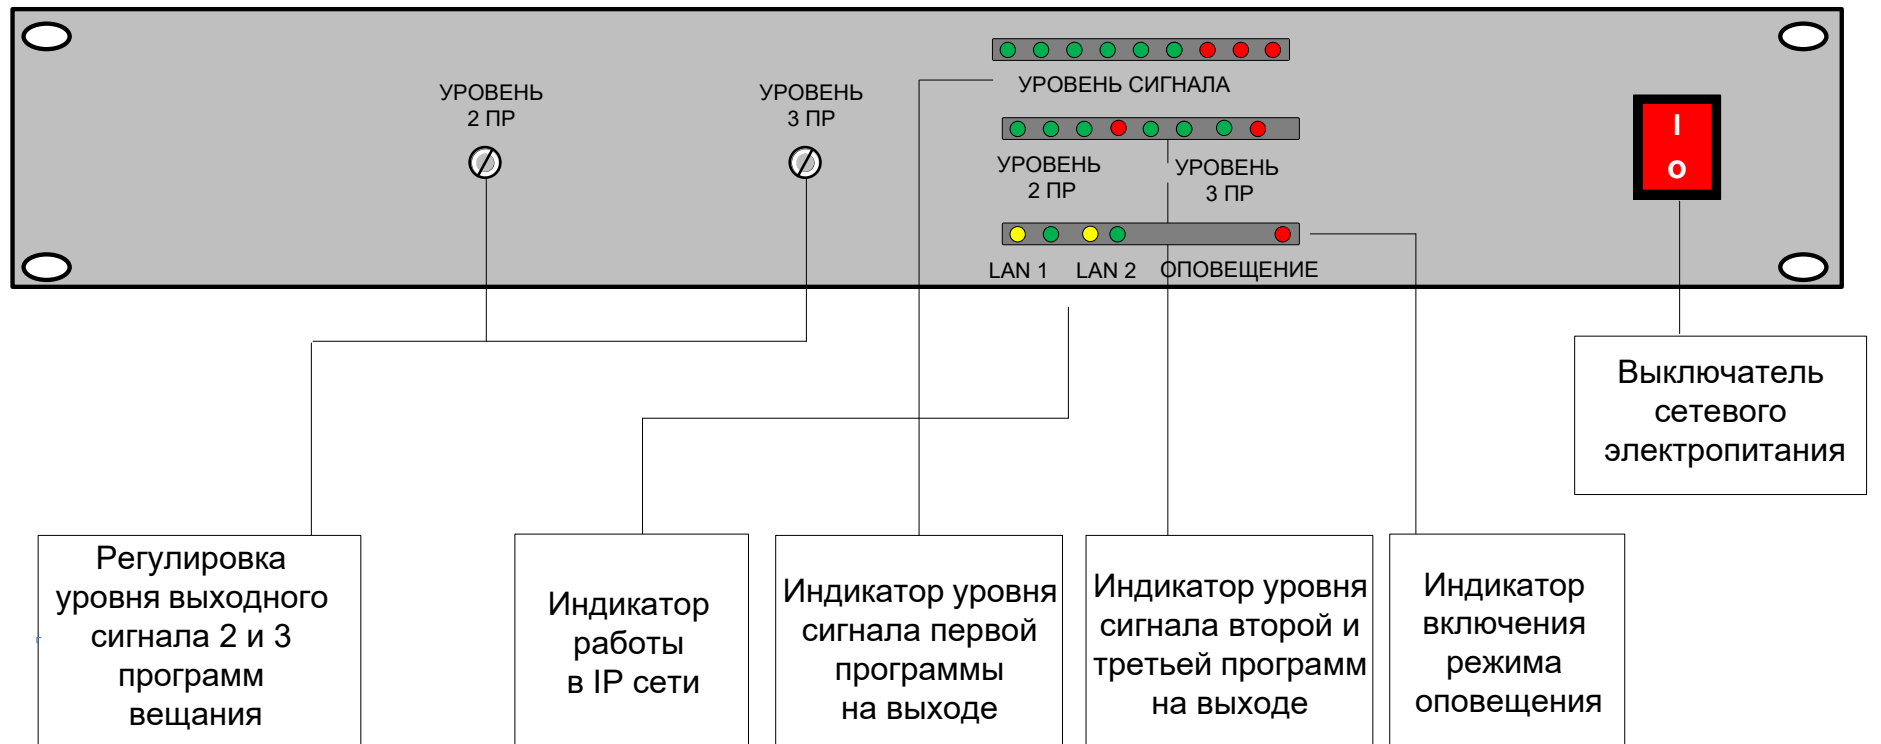 УРОВЕНЬ
2 ПР
УРОВЕНЬ
3 ПР
УРОВЕНЬ СИГНАЛА
УРОВЕНЬ
2 ПР
УРОВЕНЬ
3 ПР
LAN 1
LAN 2
ОПОВЕЩЕНИЕ
I
o
Выключатель
сетевого
электропитания
Регулировка
уровня выходного
сигнала 2 и 3
программ
вещания
Индикатор
работы
в IP сети
Индикатор уровня
сигнала первой
программы
на выходе
Индикатор уровня
сигнала второй и
третьей программ
на выходе
Индикатор
включения
режима
оповещения